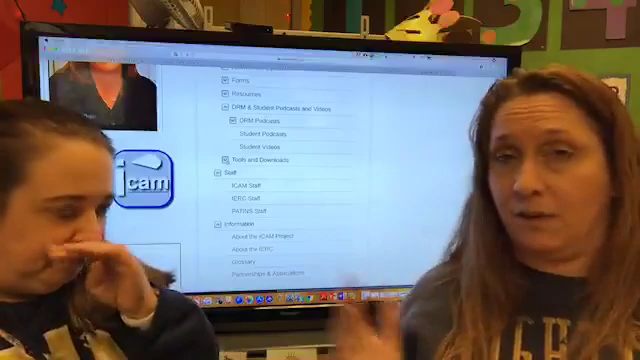 Forms
Resources
DRM & Student Podcasts and Videos
DRM Podcasts
Student Podcasts
Student Videos
Tools and Downloads
Staff
ICAM Staff
IERC Staff
PATINS Staff
Information
About the ICAM Project
About the IERC
Glossary
Partnerships & Associations
icam